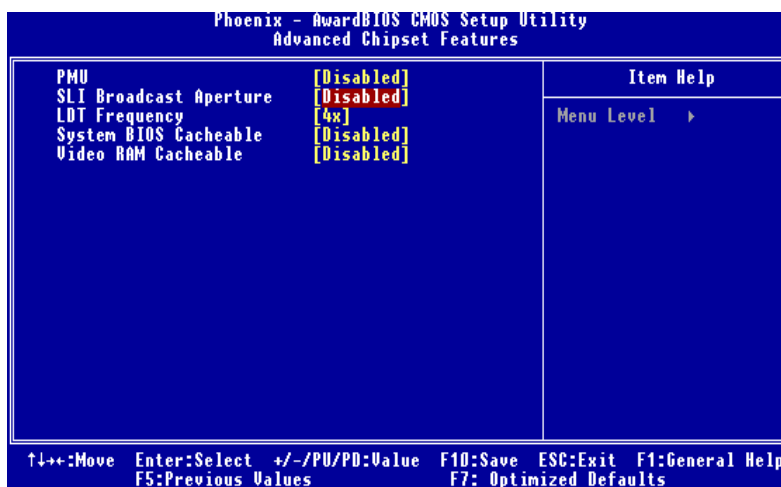 Phoenix - AwardBIOS CMOS Setup Utility
Advanced Chipset Features
PMU [Disabled]
SLI Broadcast Aperture [Disabled]
LDT Frequency [4x]
System BIOS Cacheable [Disabled]
Video RAM Cacheable [Disabled]
Item Help
Menu Level ▸
↑↓→←:Move Enter:Select +/-/PU/PD:Value F10:Save ESC:Exit F1:General Help
F5:Previous Values F7: Optimized Defaults